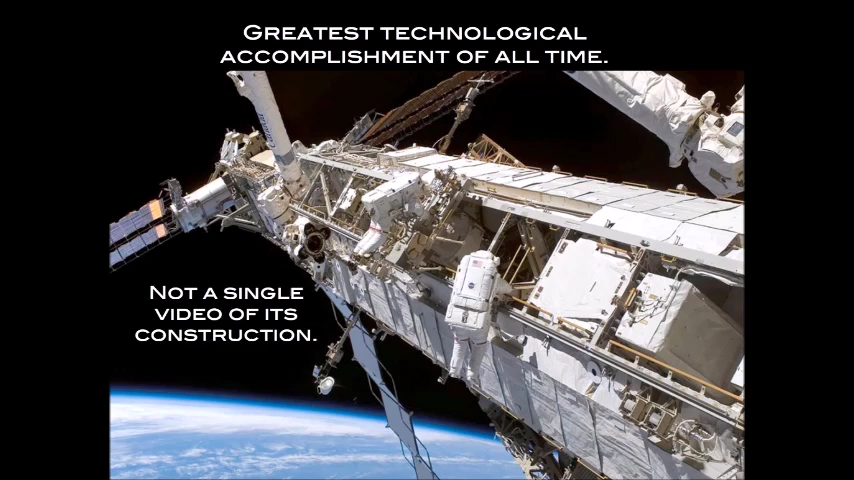 Greatest technological
accomplishment of all time.
Not a single
video of its
construction.